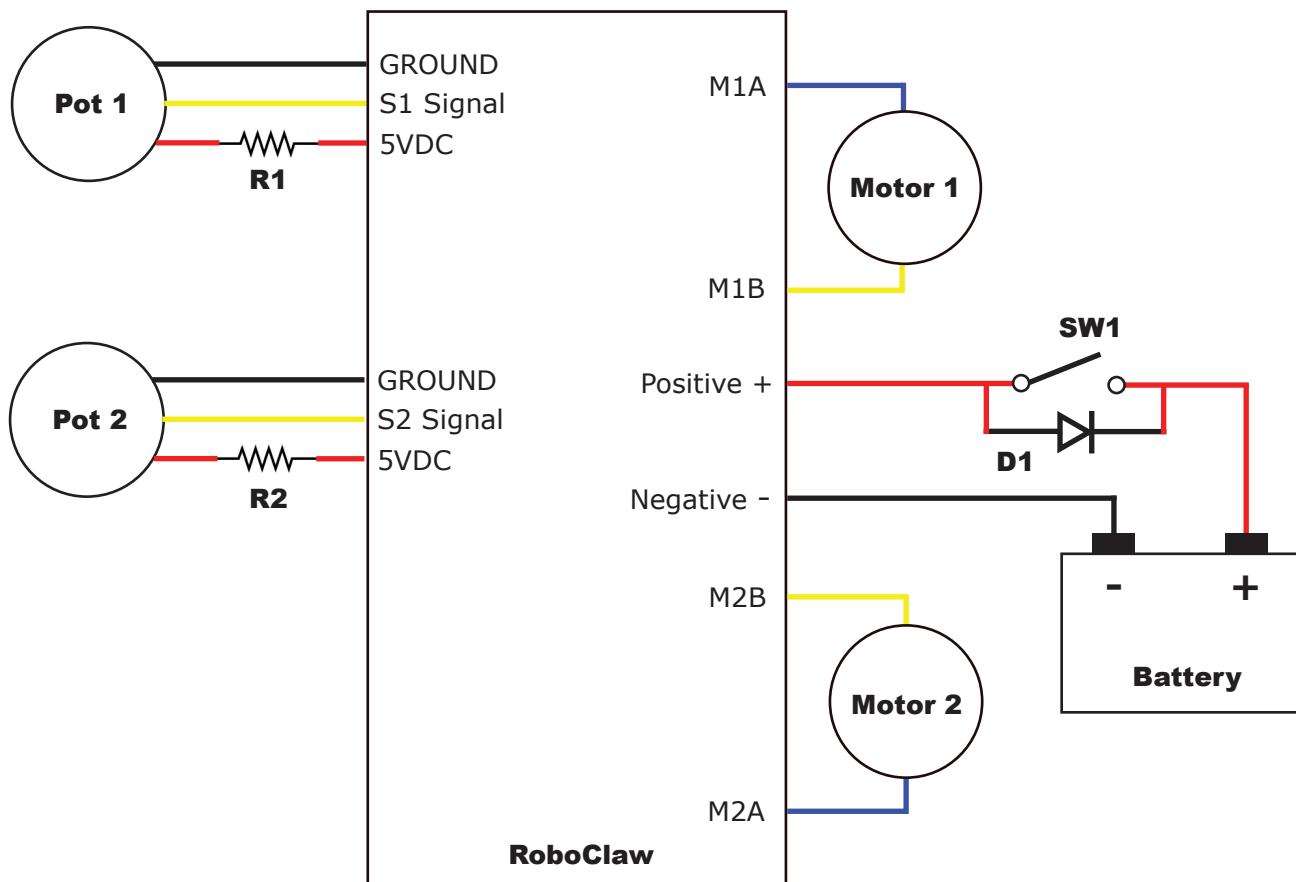 Pot 1
GROUND
S1 Signal
5VDC
R1
Pot 2
GROUND
S2 Signal
5VDC
R2
M1A
Motor 1
M1B
SW1
Positive +
D1
Negative -
- +
Battery
M2B
Motor 2
M2A
RoboClaw